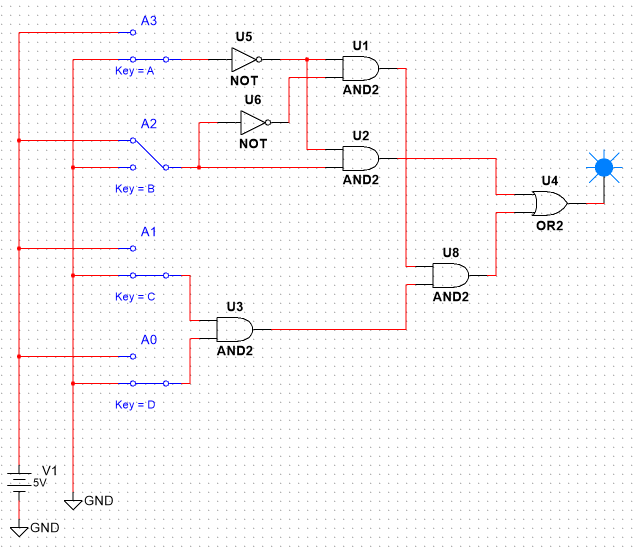 A3
Key = A
U5
NOT
U1
AND2
U6
NOT
A2
Key = B
U2
AND2
U4
OR2
A1
Key = C
U8
AND2
U3
AND2
A0
Key = D
V1
5V
GND
GND